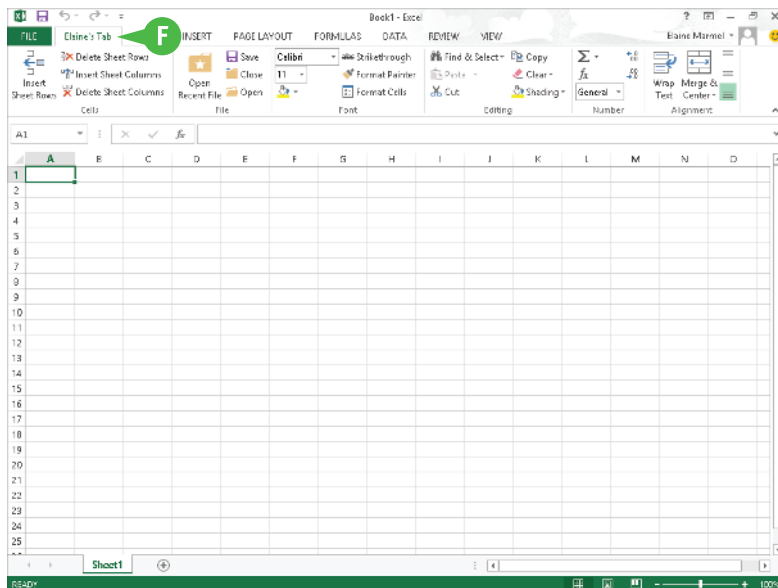 Book1 - Excel ?
FILE Elaine's Tab F INSERT PAGE LAYOUT FORMULAS DATA REVIEW VIEW Elaine Marmel
Delete Sheet Rows Save Calibri abc Strikethrough Find & Select Copy Σ
Insert Sheet Columns Close 11 Format Painter Paste Clear fx
Insert Sheet Rows Delete Sheet Columns Open Recent File Open Format Cells Cut Shading General Wrap Text Merge & Center
Cells File Font Editing Number Alignment
A1 fx
A B C D E F G H I J K L M N O
1
2
3
4
5
6
7
8
9
10
11
12
13
14
15
16
17
18
19
20
21
22
23
24
25
Sheet1
READY 100%